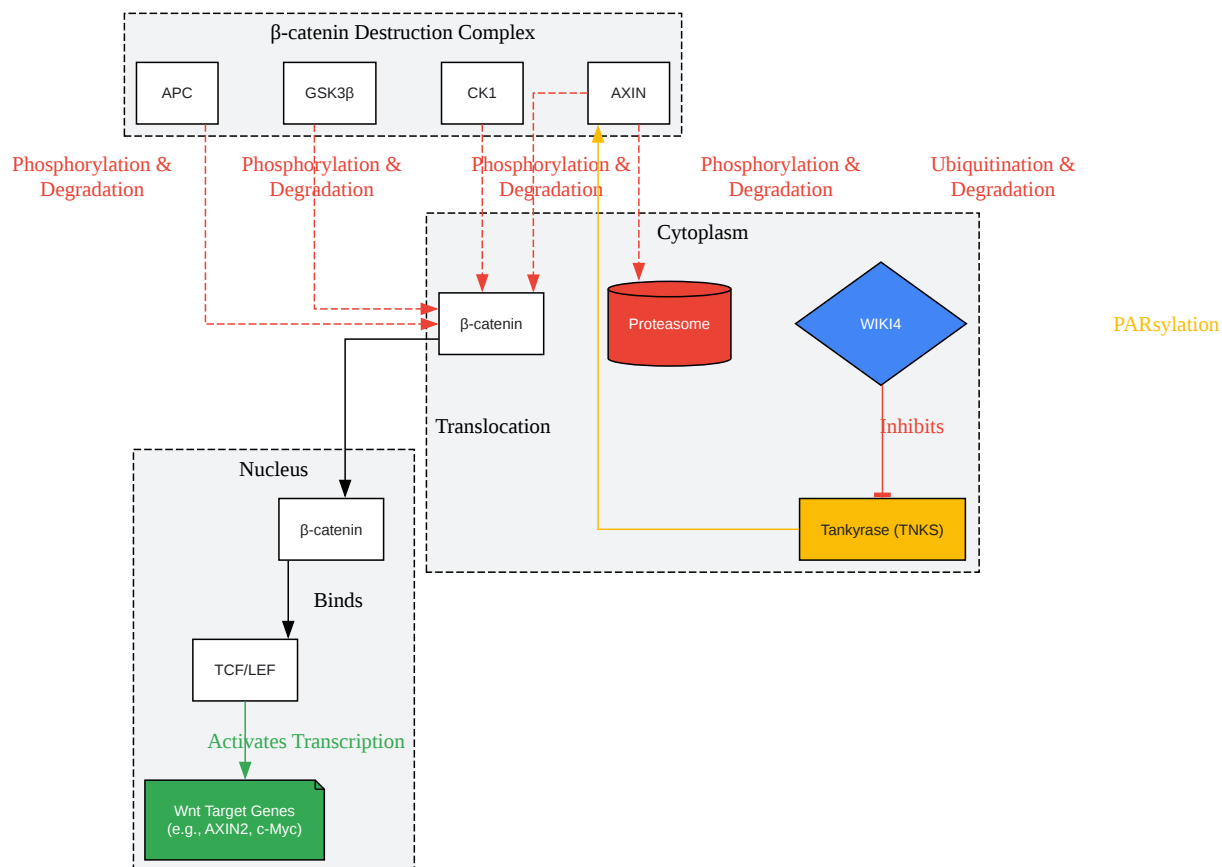 β-catenin Destruction Complex
APC
GSK3β
CK1
AXIN
Phosphorylation &
Degradation
Phosphorylation &
Degradation
Phosphorylation &
Degradation
Phosphorylation &
Degradation
Ubiquitination &
Degradation
Cytoplasm
β-catenin
Proteasome
WIKI4
PARsylation
Translocation
Inhibits
Nucleus
β-catenin
Tankyrase (TNKS)
Binds
TCF/LEF
Activates Transcription
Wnt Target Genes
(e.g., AXIN2, c-Myc)